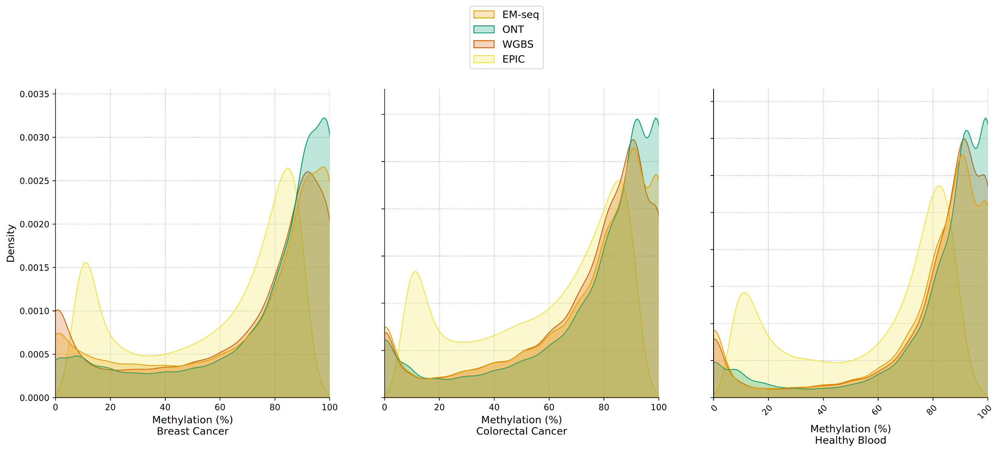 EM-seq
ONT
WGBS
EPIC
0.0035
0.0030
0.0025
0.0020
0.0015
0.0010
0.0005
0.0000
Density
0 20 40 60 80 100
Methylation (%)
Breast Cancer
0 20 40 60 80 100
Methylation (%)
Colorectal Cancer
0 20 40 60 80 100
Methylation (%)
Healthy Blood